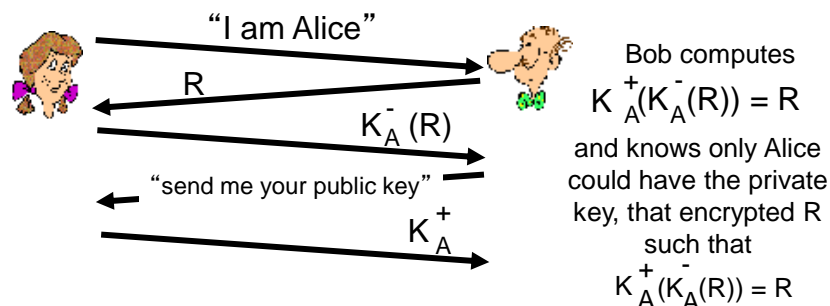 “I am Alice”
R
K_A^- (R)
“send me your public key”
K_A^+
Bob computes
K_A^+(K_A^-(R)) = R
and knows only Alice
could have the private
key, that encrypted R
such that
K_A^+(K_A^-(R)) = R